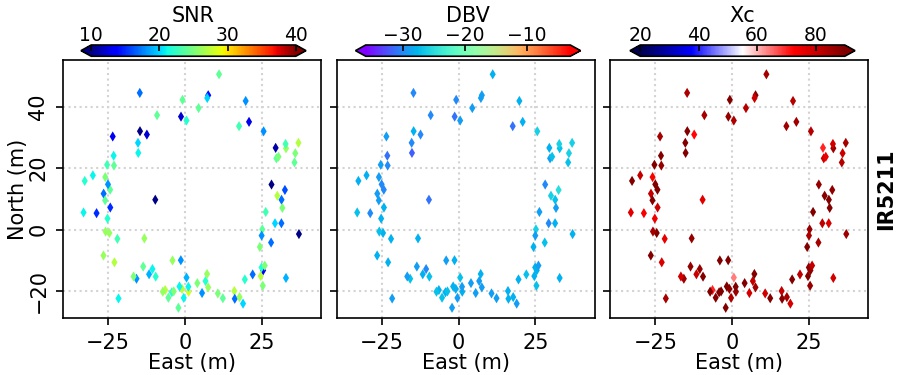 SNR DBV Xc
10 20 30 40 −30 −20 −10 20 40 60 80
North (m)
40
20
0
−20
IR5211
−25 0 25 −25 0 25 −25 0 25
East (m) East (m) East (m)